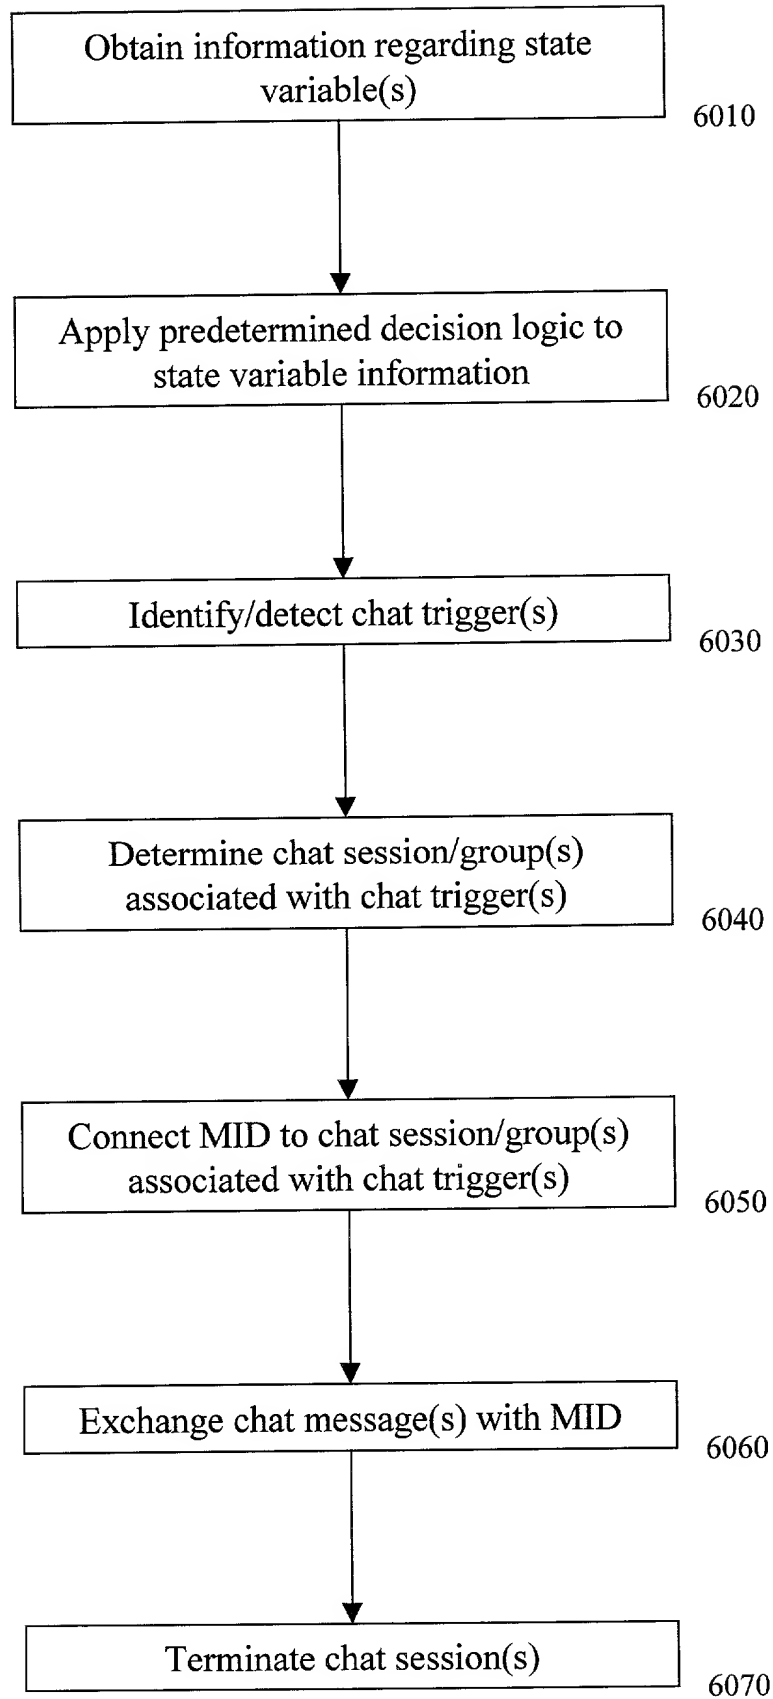 Obtain information regarding state
variable(s)
6010
Apply predetermined decision logic to
state variable information
6020
Identify/detect chat trigger(s)
6030
Determine chat session/group(s)
associated with chat trigger(s)
6040
Connect MID to chat session/group(s)
associated with chat trigger(s)
6050
Exchange chat message(s) with MID
6060
Terminate chat session(s)
6070